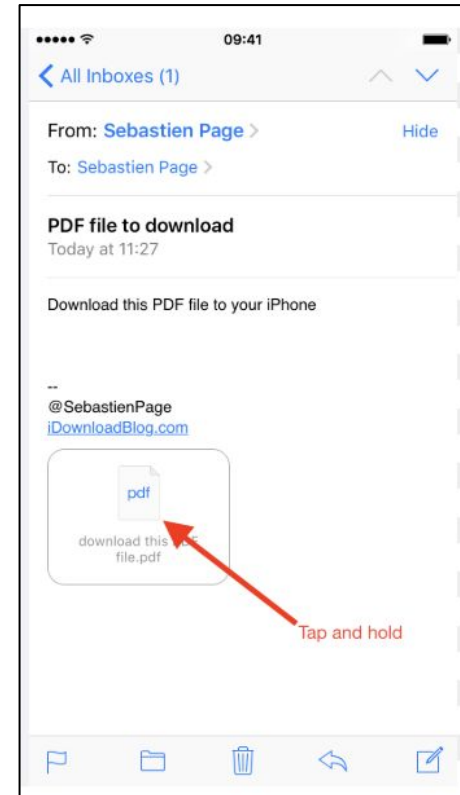 09:41
All Inboxes (1)
From: Sebastien Page Hide
To: Sebastien Page
PDF file to download
Today at 11:27
Download this PDF file to your iPhone
--
@SebastienPage
iDownloadBlog.com
pdf
download this PDF
file.pdf
Tap and hold